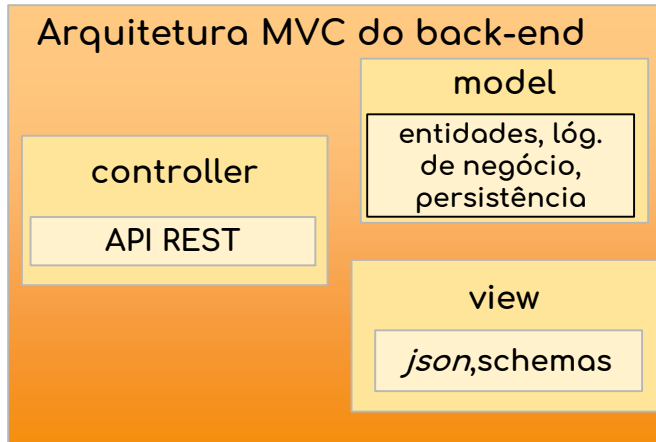 Arquitetura MVC do back-end
model
entidades, lóg.
de negócio,
persistência
controller
API REST
view
json,schemas